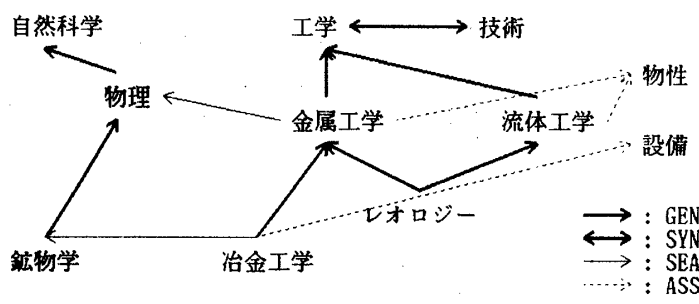 自然科学
工学
技術
物理
物性
金属工学
流体工学
設備
レオロジー
鉱物学
冶金工学
: GEN
: SYN
: SEA
: ASS